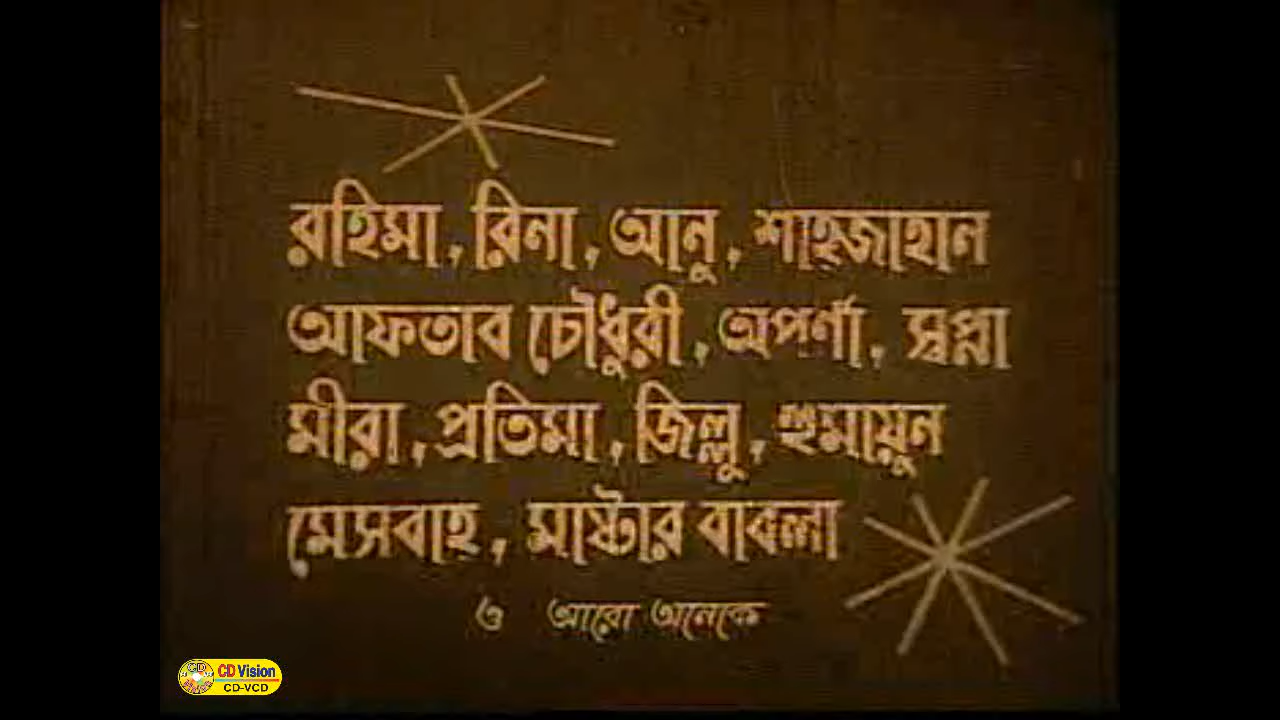 রহিমা, রিনা, আনু, শাহজাহান
আফতাব চৌধুরী, অপর্ণা, স্বপ্না
মীরা, প্রতিমা, জিল্লু, হুমায়ুন
মেসবাহ, মাষ্টার বাবলা
ও আরো অনেকে
CD Vision
CD-VCD